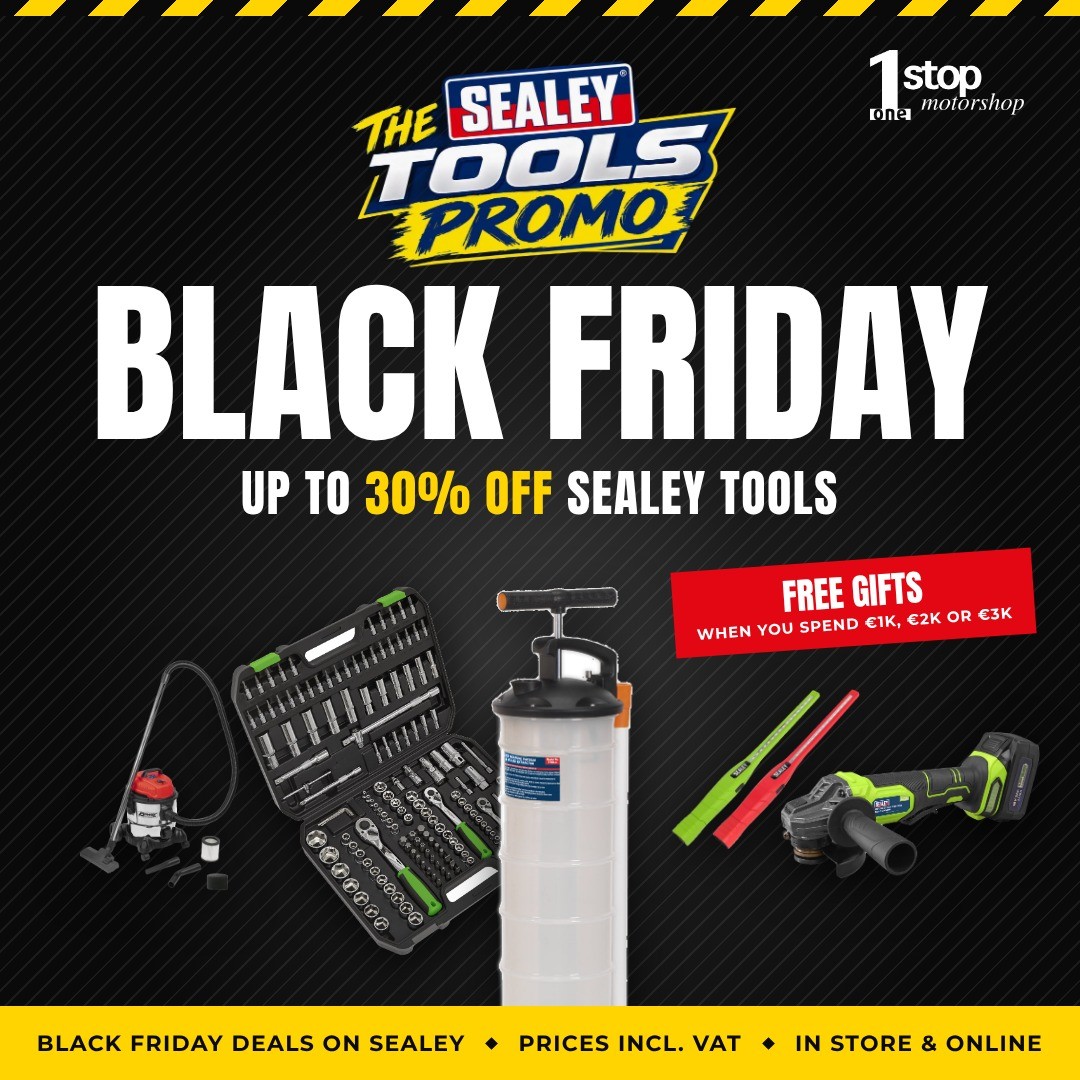 THE SEALEY®
TOOLS
PROMO
1 stop
one motorshop
BLACK FRIDAY
UP TO 30% OFF SEALEY TOOLS
FREE GIFTS
WHEN YOU SPEND €1K, €2K OR €3K
BLACK FRIDAY DEALS ON SEALEY ◆ PRICES INCL. VAT ◆ IN STORE & ONLINE